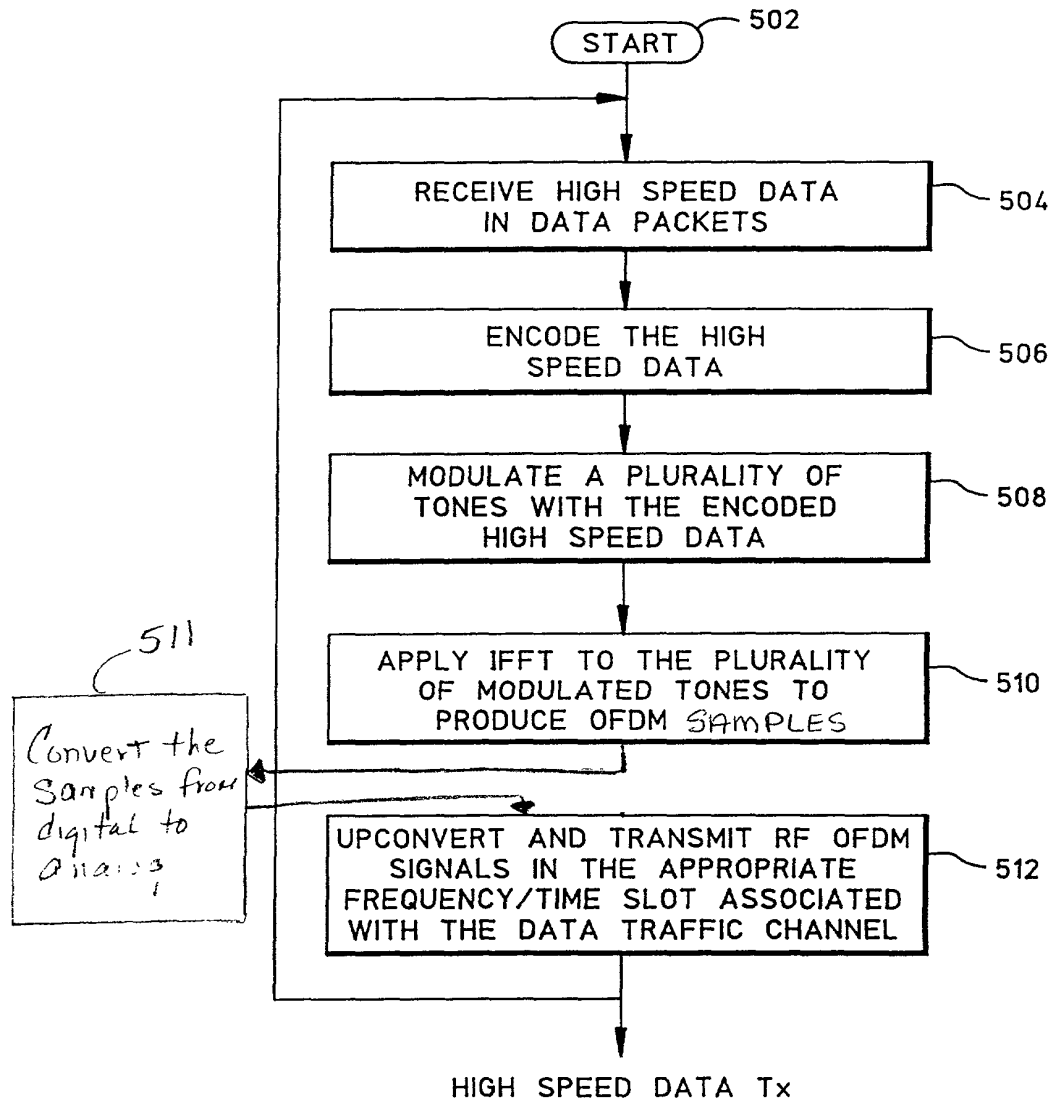 START
502
RECEIVE HIGH SPEED DATA
IN DATA PACKETS
504
ENCODE THE HIGH
SPEED DATA
506
MODULATE A PLURALITY OF
TONES WITH THE ENCODED
HIGH SPEED DATA
508
APPLY IFFT TO THE PLURALITY
OF MODULATED TONES TO
PRODUCE OFDM SAMPLES
510
511
Convert the
Samples from
digital to
UPCONVERT AND TRANSMIT RF OFDM
SIGNALS IN THE APPROPRIATE
FREQUENCY/TIME SLOT ASSOCIATED
WITH THE DATA TRAFFIC CHANNEL
512
HIGH SPEED DATA Tx